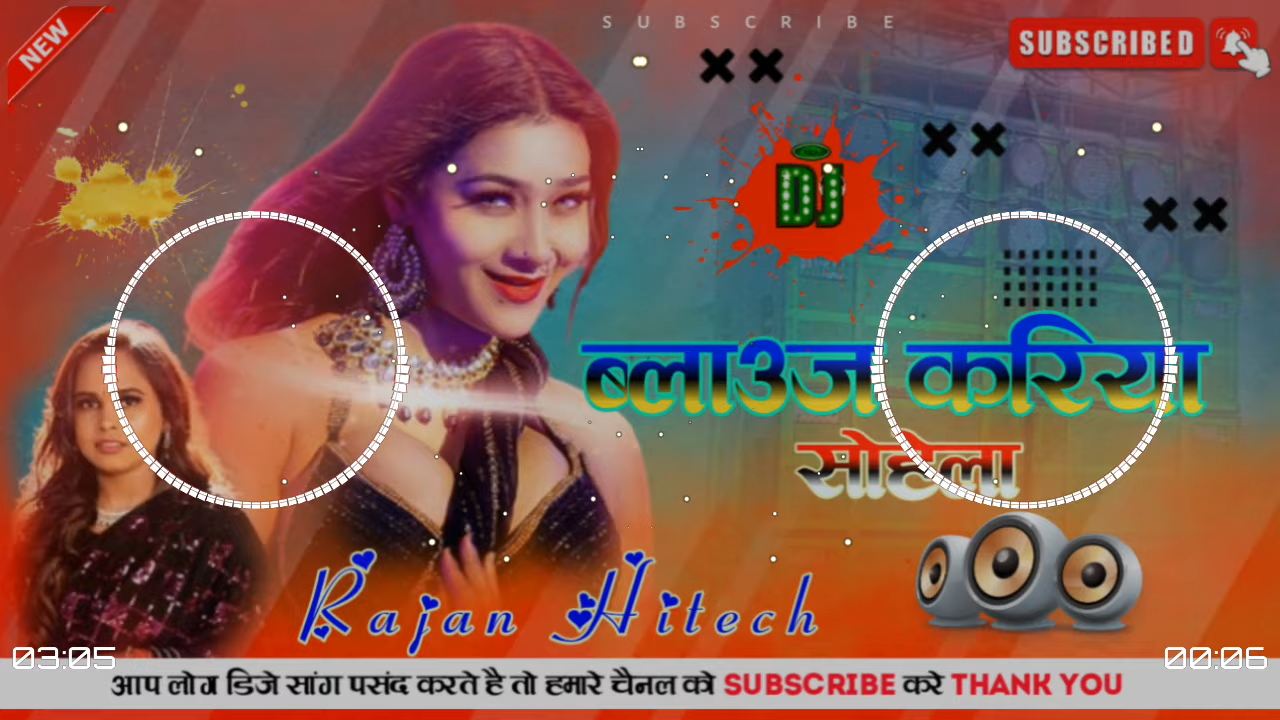 NEW
SUBSCRIBE
SUBSCRIBED
DJ
ब्लाउज करिया
सोहेला
Rajan Hitech
03:05
00:06
आप लोग डिजे सांग पसंद करते है तो हमारे चैनल को SUBSCRIBE करे THANK YOU